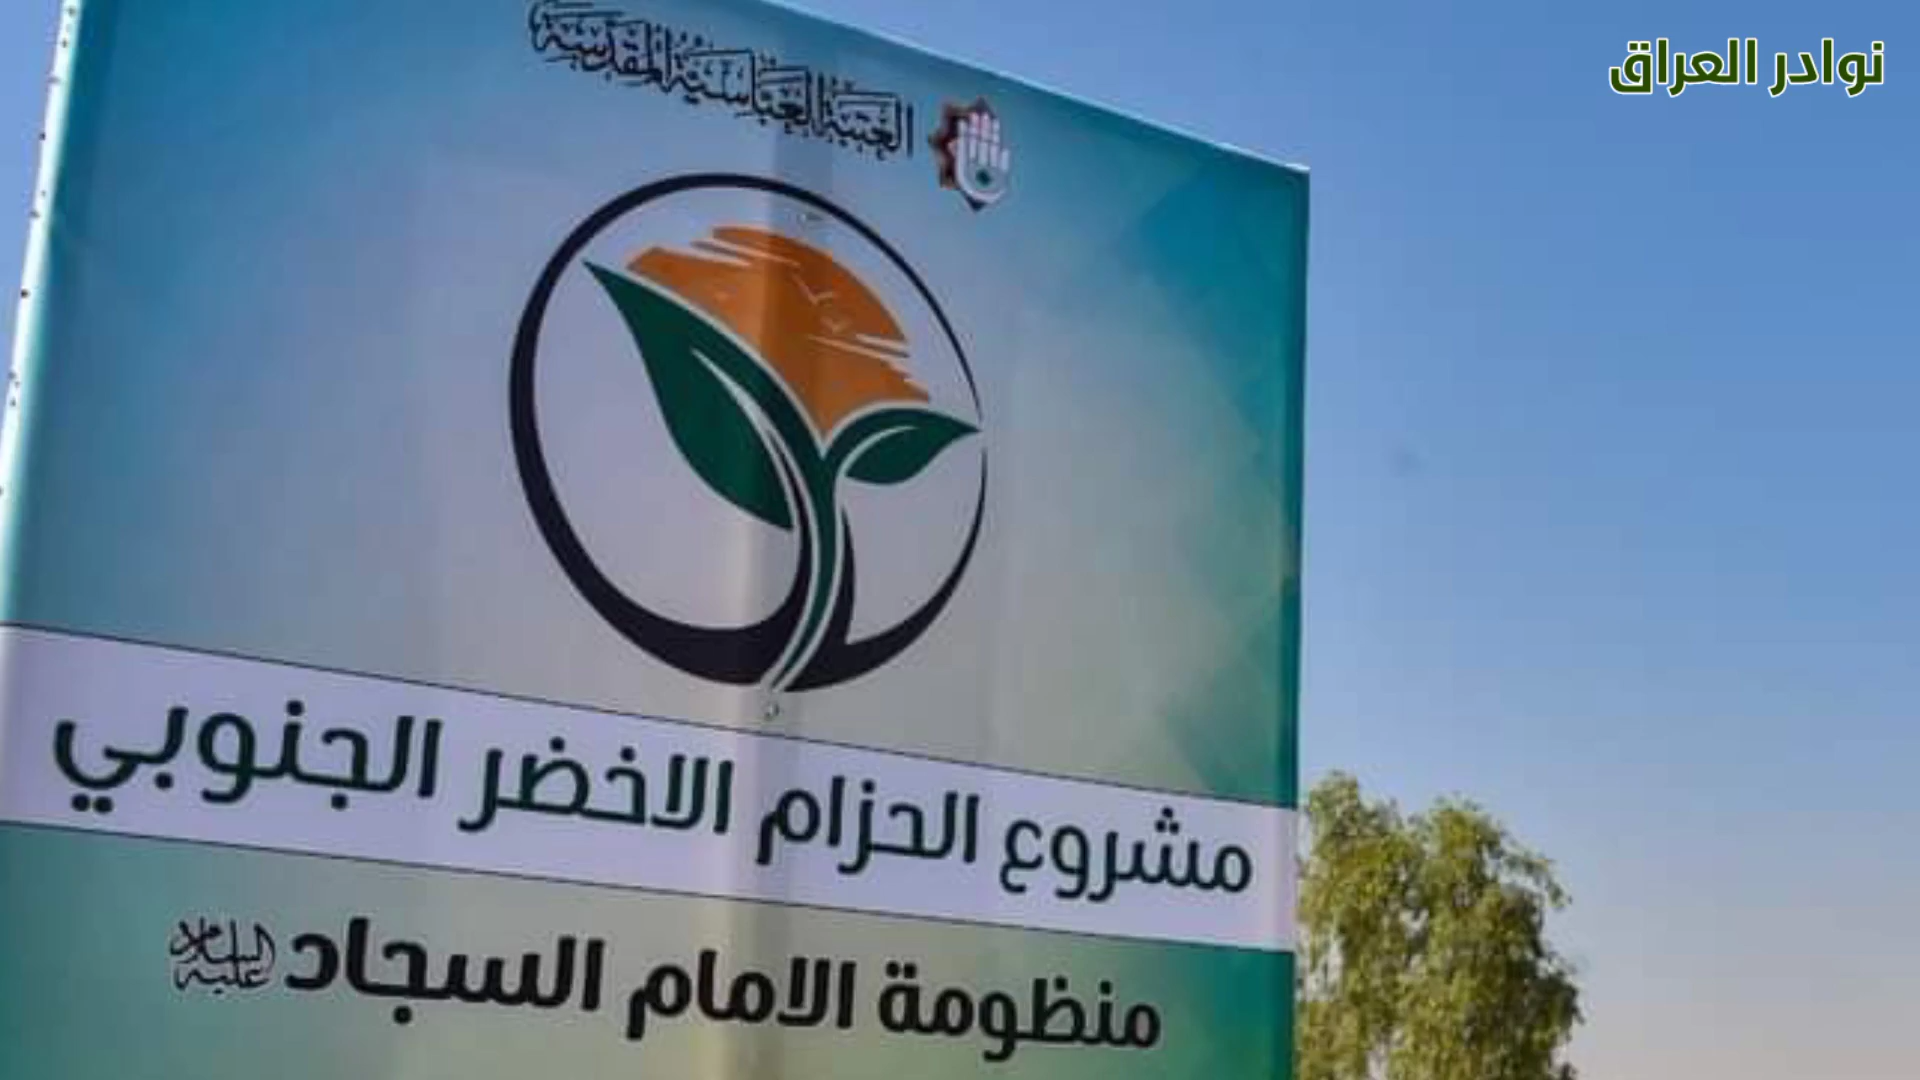 نوادر العراق
العتبة العباسية المقدسة
مشروع الحزام الاخضر الجنوبي
منظومة الامام السجاد عليه السلام